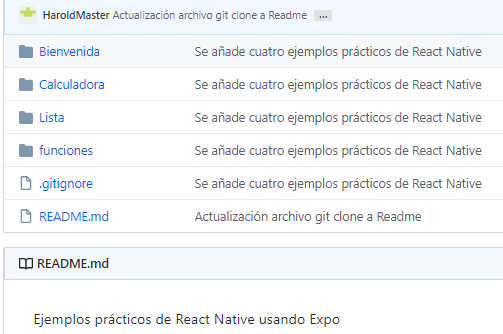 HaroldMaster Actualización archivo git clone a Readme ...
Bienvenida Se añade cuatro ejemplos prácticos de React Native
Calculadora Se añade cuatro ejemplos prácticos de React Native
Lista Se añade cuatro ejemplos prácticos de React Native
funciones Se añade cuatro ejemplos prácticos de React Native
.gitignore Se añade cuatro ejemplos prácticos de React Native
README.md Actualización archivo git clone a Readme
README.md
Ejemplos prácticos de React Native usando Expo